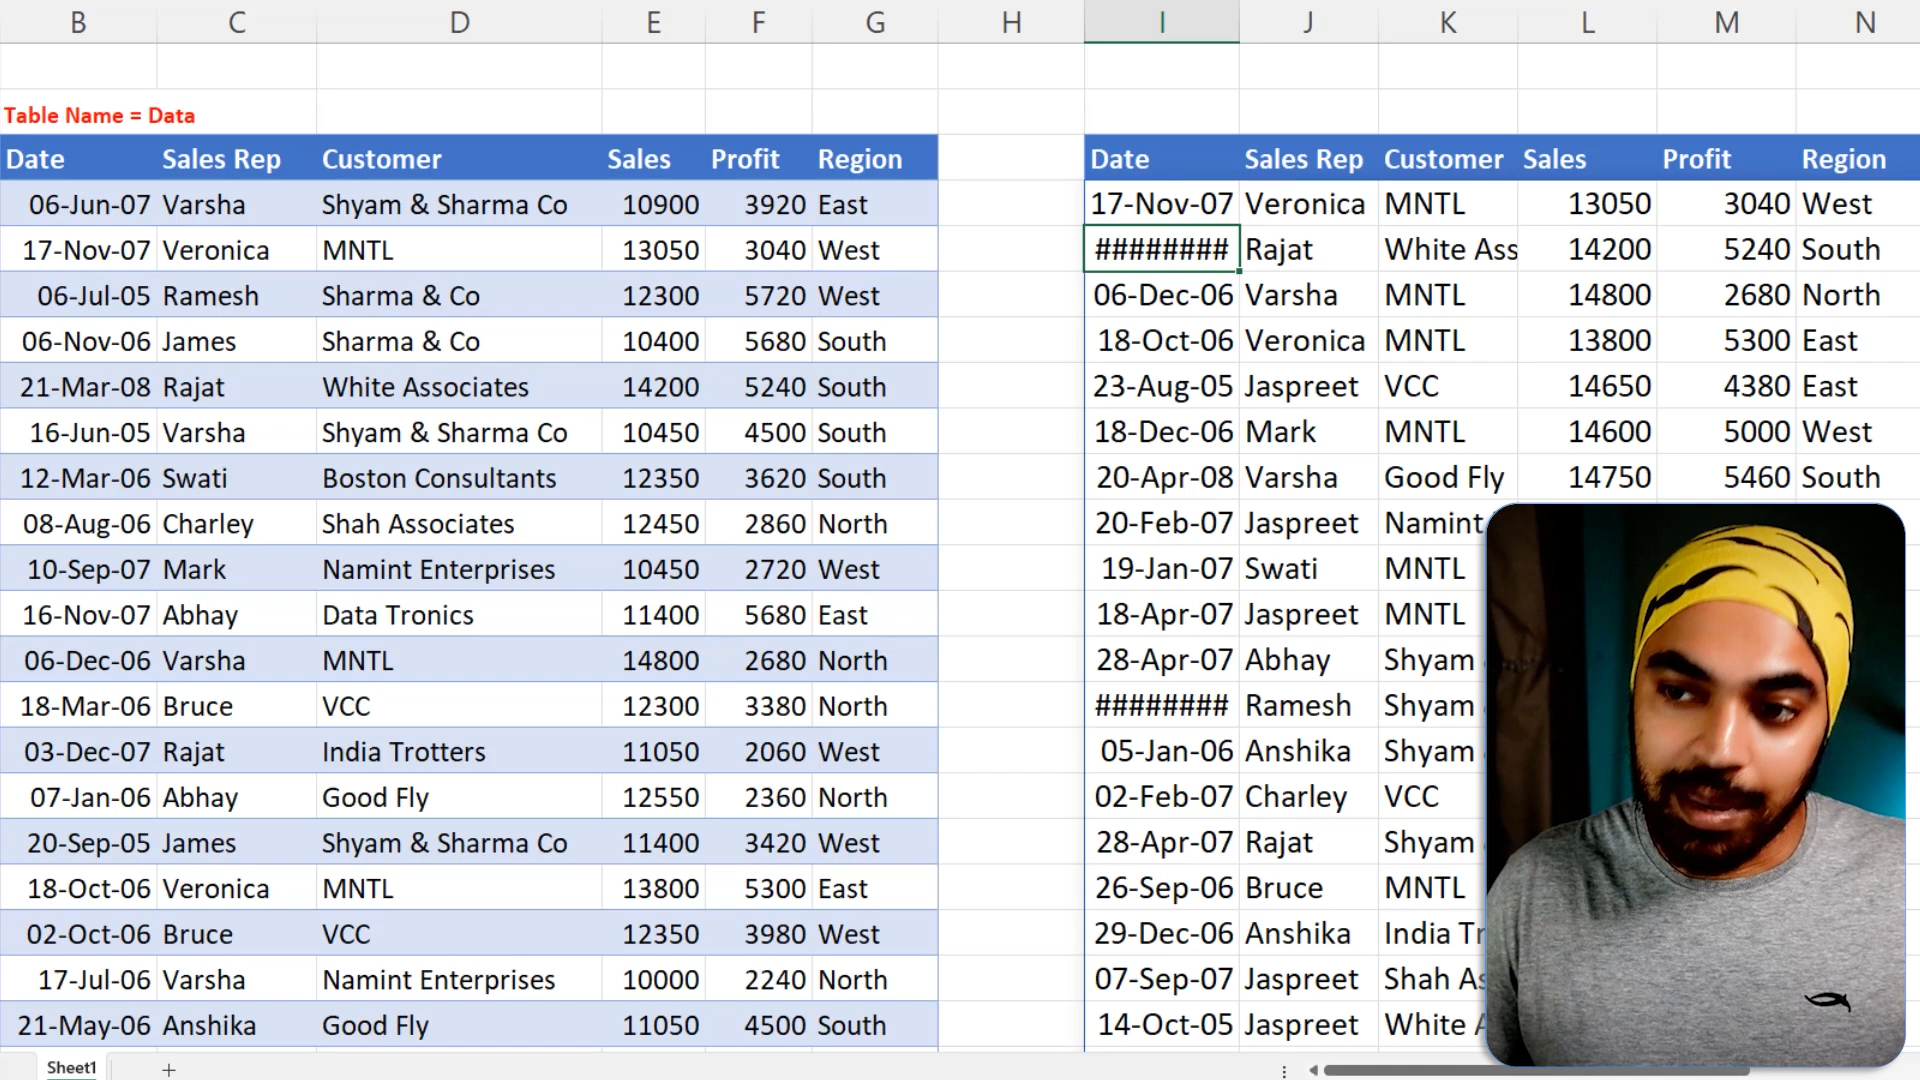 B C D E F G H I J K L M N
Table Name = Data
Date Sales Rep Customer Sales Profit Region Date Sales Rep Customer Sales Profit Region
06-Jun-07 Varsha Shyam & Sharma Co 10900 3920 East 17-Nov-07 Veronica MNTL 13050 3040 West
17-Nov-07 Veronica MNTL 13050 3040 West ######## Rajat White Ass 14200 5240 South
06-Jul-05 Ramesh Sharma & Co 12300 5720 West 06-Dec-06 Varsha MNTL 14800 2680 North
06-Nov-06 James Sharma & Co 10400 5680 South 18-Oct-06 Veronica MNTL 13800 5300 East
21-Mar-08 Rajat White Associates 14200 5240 South 23-Aug-05 Jaspreet VCC 14650 4380 East
16-Jun-05 Varsha Shyam & Sharma Co 10450 4500 South 18-Dec-06 Mark MNTL 14600 5000 West
12-Mar-06 Swati Boston Consultants 12350 3620 South 20-Apr-08 Varsha Good Fly 14750 5460 South
08-Aug-06 Charley Shah Associates 12450 2860 North 20-Feb-07 Jaspreet Namint
10-Sep-07 Mark Namint Enterprises 10450 2720 West 19-Jan-07 Swati MNTL
16-Nov-07 Abhay Data Tronics 11400 5680 East 18-Apr-07 Jaspreet MNTL
06-Dec-06 Varsha MNTL 14800 2680 North 28-Apr-07 Abhay Shyam
18-Mar-06 Bruce VCC 12300 3380 North ######## Ramesh Shyam
03-Dec-07 Rajat India Trotters 11050 2060 West 05-Jan-06 Anshika Shyam
07-Jan-06 Abhay Good Fly 12550 2360 North 02-Feb-07 Charley VCC
20-Sep-05 James Shyam & Sharma Co 11400 3420 West 28-Apr-07 Rajat Shyam
18-Oct-06 Veronica MNTL 13800 5300 East 26-Sep-06 Bruce MNTL
02-Oct-06 Bruce VCC 12350 3980 West 29-Dec-06 Anshika India Tr
17-Jul-06 Varsha Namint Enterprises 10000 2240 North 07-Sep-07 Jaspreet Shah As
21-May-06 Anshika Good Fly 11050 4500 South 14-Oct-05 Jaspreet White
Sheet1